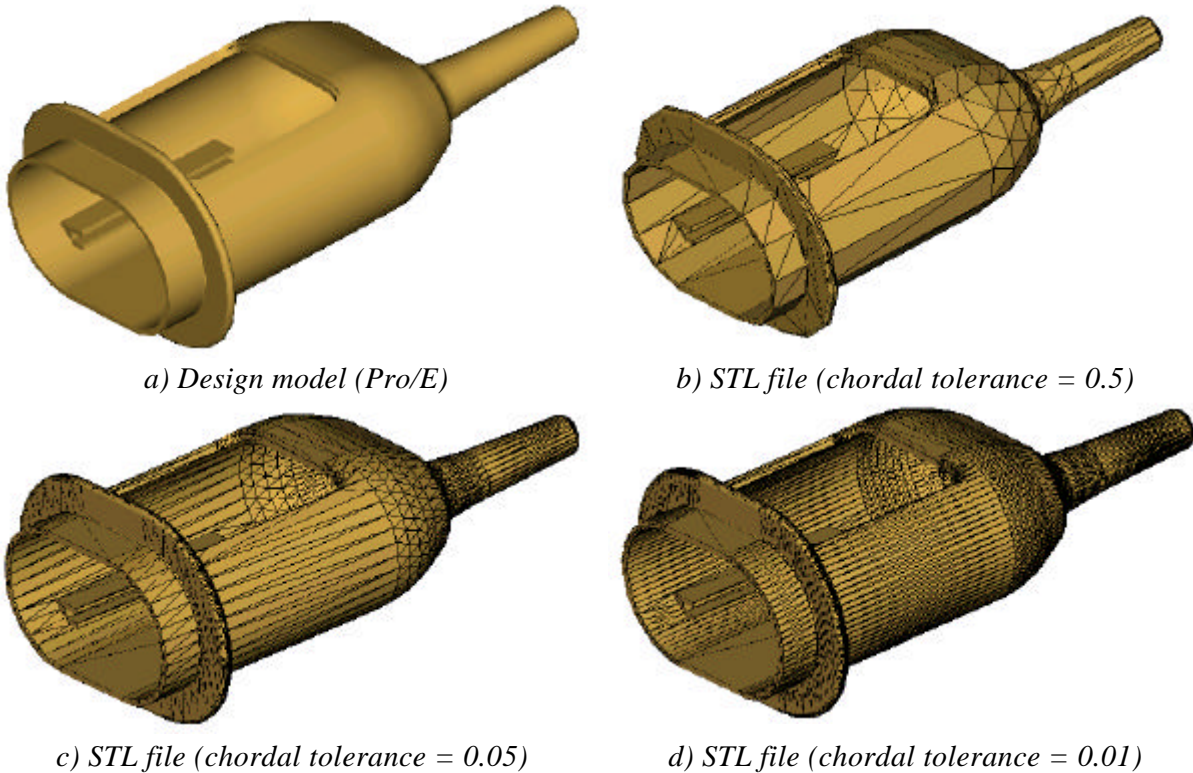 a) Design model (Pro/E)
b) STL file (chordal tolerance = 0.5)
c) STL file (chordal tolerance = 0.05)
d) STL file (chordal tolerance = 0.01)